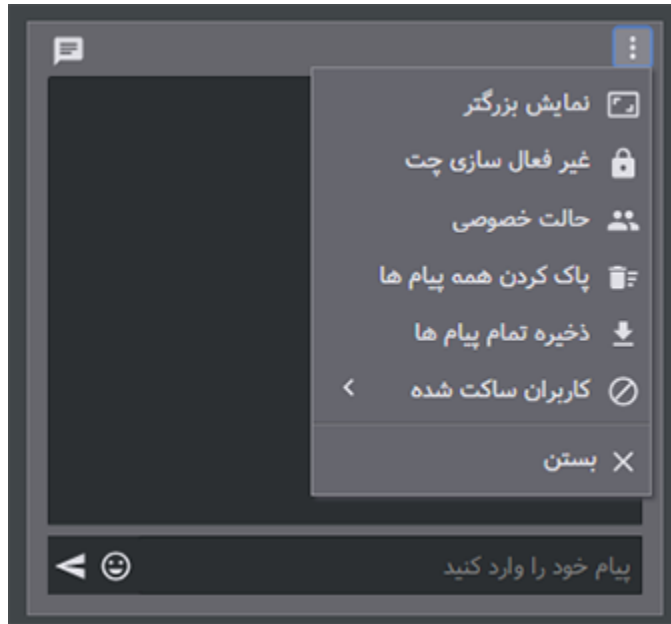 نمایش بزرگتر
غیر فعال سازی چت
حالت خصوصی
پاک کردن همه پیام ها
ذخیره تمام پیام ها
کاربران ساکت شده
بستن
پیام خود را وارد کنید